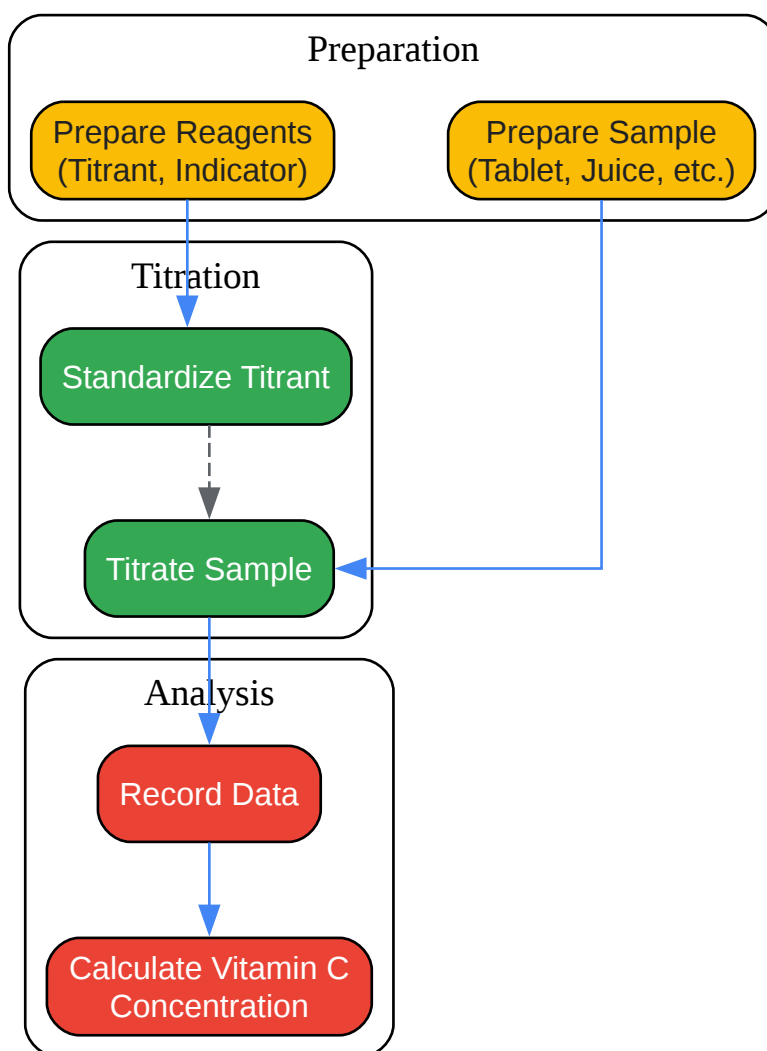 Preparation
Prepare Reagents
(Titrant, Indicator)
Prepare Sample
(Tablet, Juice, etc.)
Titration
Standardize Titrant
Titrate Sample
Analysis
Record Data
Calculate Vitamin C
Concentration